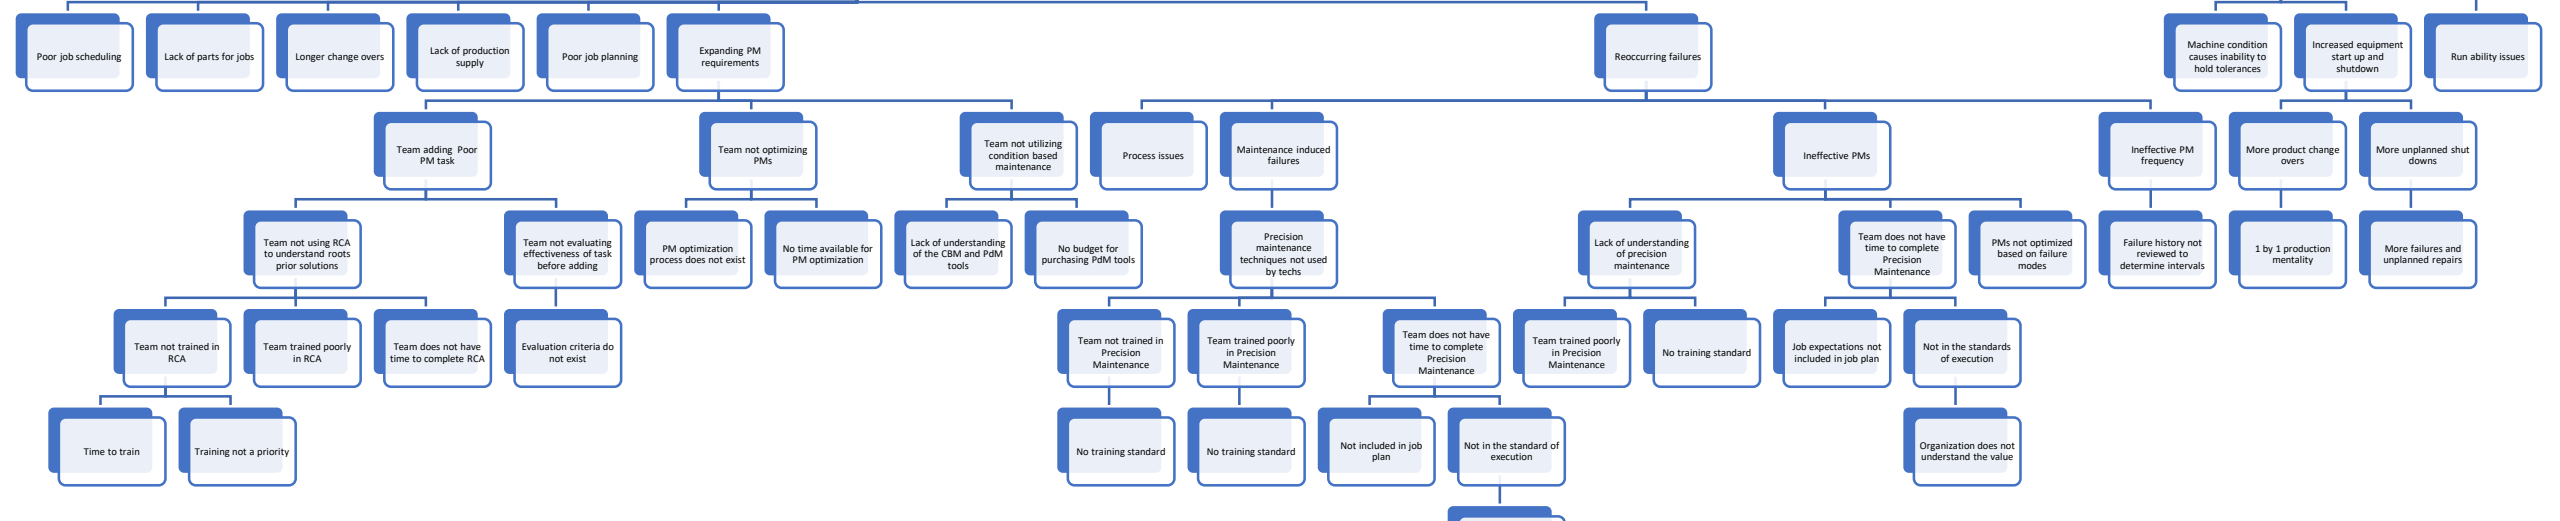 Poor job scheduling
Lack of parts for jobs
Longer change overs
Lack of production
supply
Poor job planning
Expanding PM
requirements
Reoccurring failures
Machine condition
causes inability to
hold tolerances
Increased equipment
start up and
shutdown
Run ability issues
Team adding Poor
PM task
Team not optimizing
PMs
Team not utilizing
condition based
maintenance
Process issues
Maintenance induced
failures
Ineffective PMs
Ineffective PM
frequency
More product change
overs
More unplanned shut
downs
Team not using RCA
to understand roots
prior solutions
Team not evaluating
effectiveness of task
before adding
PM optimization
process does not exist
No time available for
PM optimization
Lack of understanding
of the CBM and PdM
tools
No budget for
purchasing PdM tools
Precision
maintenance
techniques not used
by techs
Lack of understanding
of precision
maintenance
Team does not have
time to complete
Precision
Maintenance
PMs not optimized
based on failure
modes
Failure history not
reviewed to
determine intervals
1 by 1 production
mentality
More failures and
unplanned repairs
Team not trained in
RCA
Team trained poorly
in RCA
Team does not have
time to complete RCA
Evaluation criteria do
not exist
Team not trained in
Precision
Maintenance
Team trained poorly
in Precision
Maintenance
Team does not have
time to complete
Precision
Maintenance
Team trained poorly
in Precision
Maintenance
No training standard
Job expectations not
included in job plan
Not in the standards
of execution
Time to train
Training not a priority
No training standard
No training standard
Not included in job
plan
Not in the standard of
execution
Organization does not
understand the value